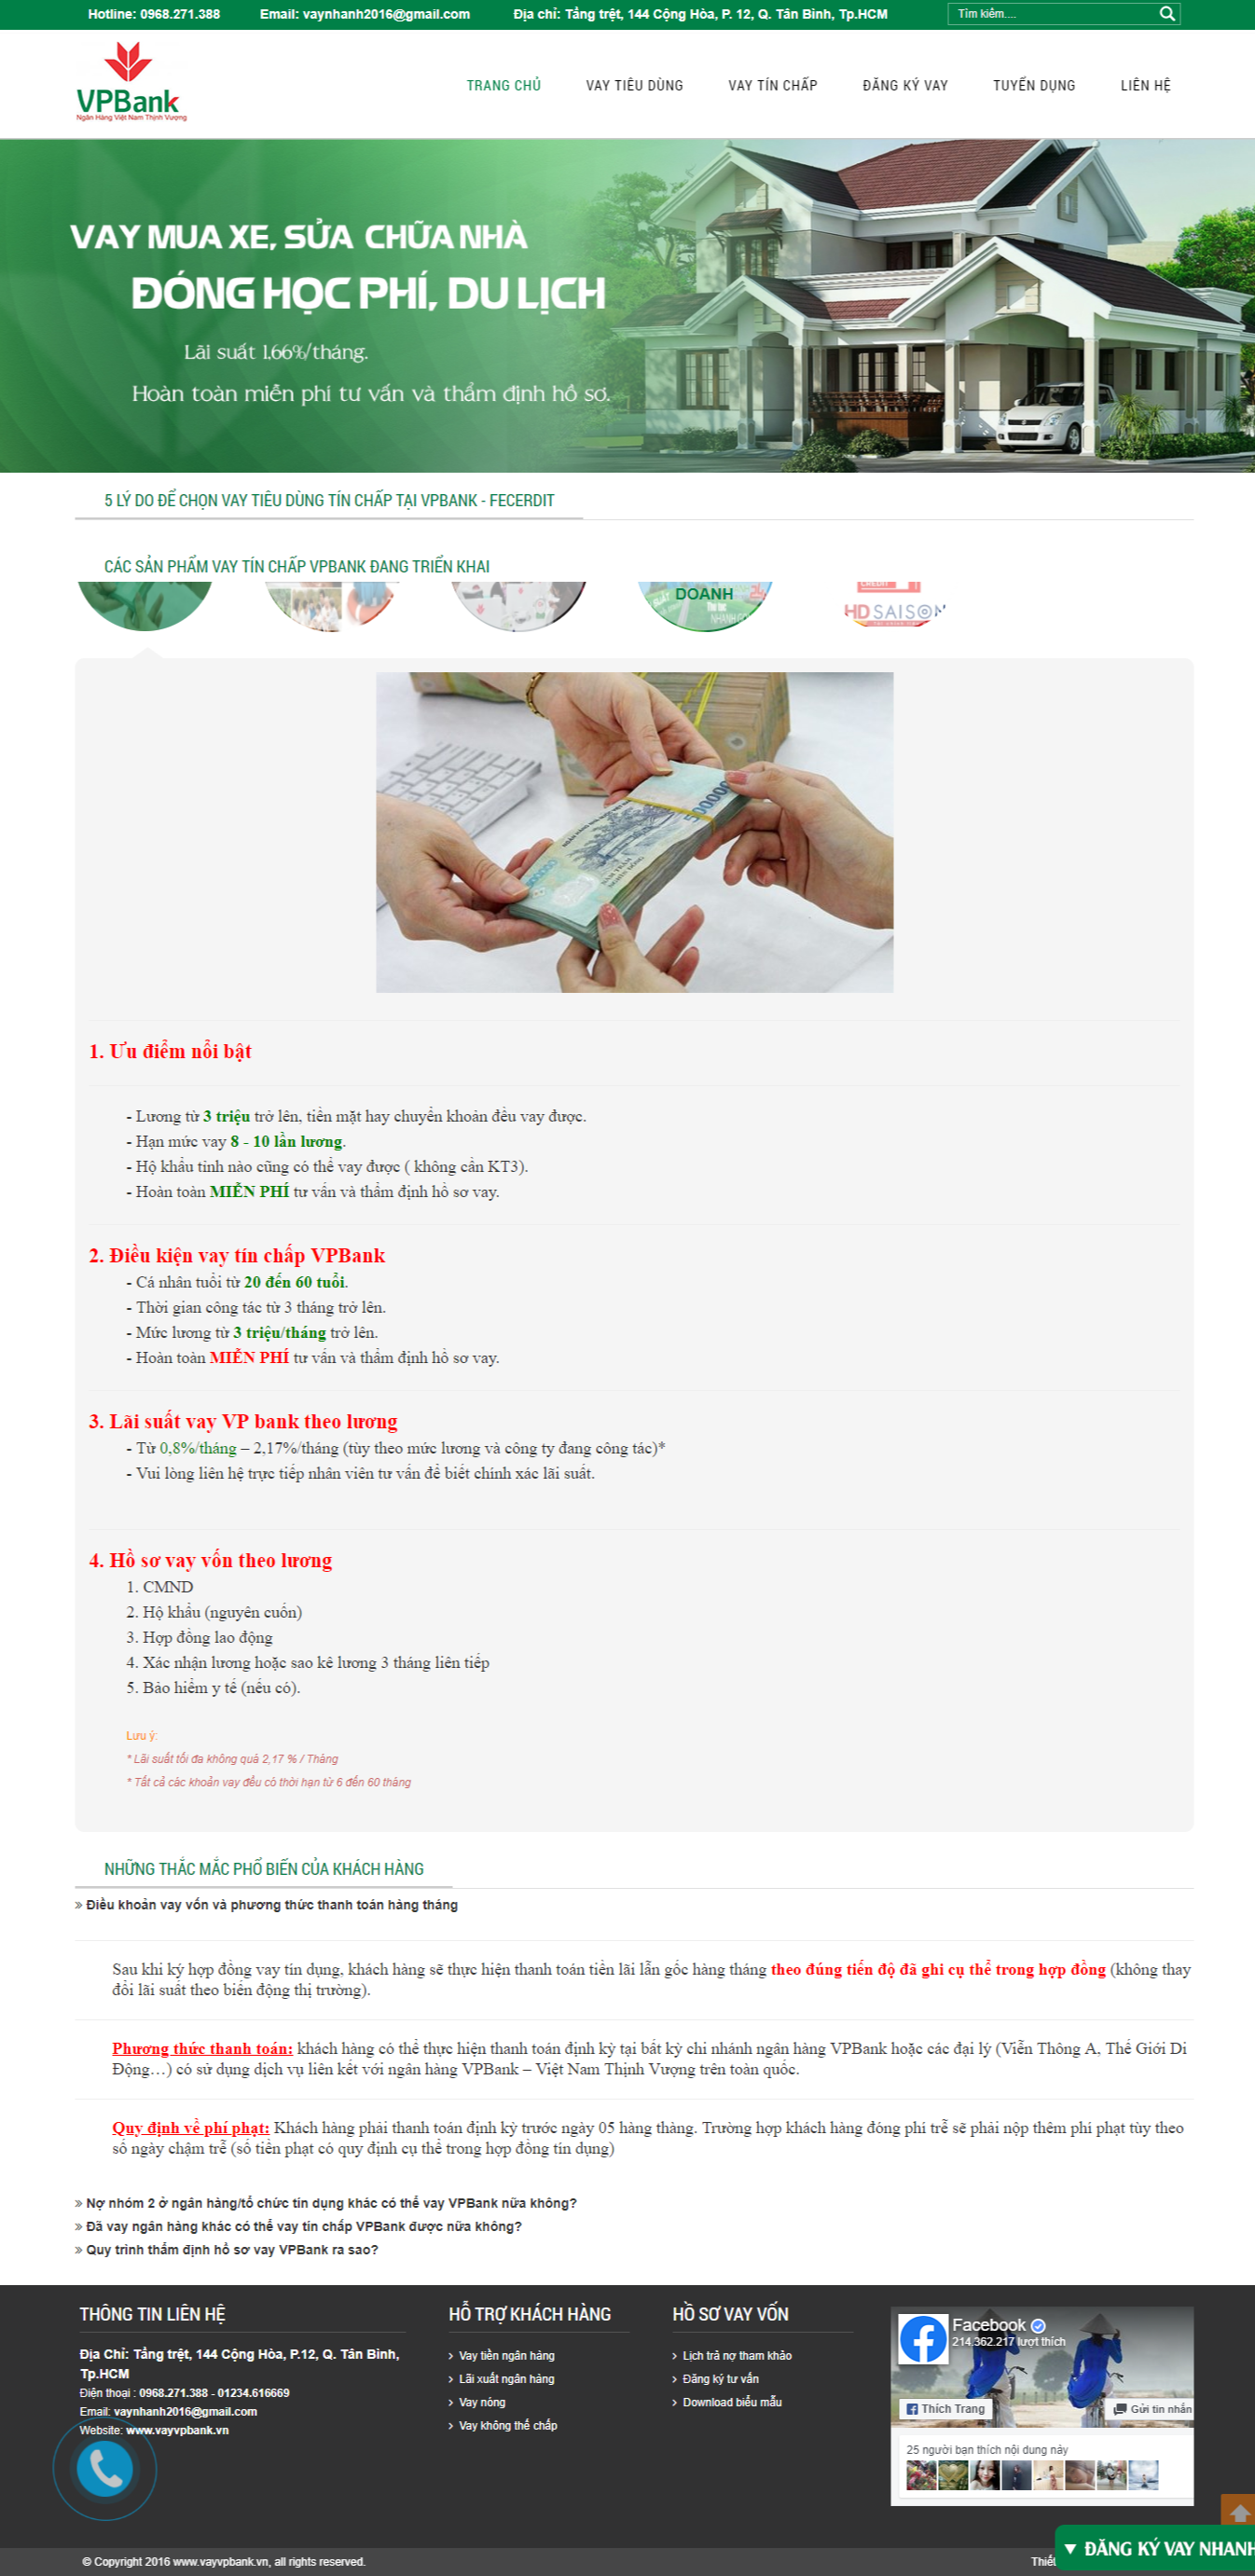 Hotline: 0968.271.388
Email: vaynhanh2016@gmail.com
Địa chỉ: Tầng trệt, 144 Cộng Hòa, P. 12, Q. Tân Bình, Tp.HCM
Tìm kiếm....
VPBank
Ngân Hàng Việt Nam Thịnh Vượng
TRANG CHỦ
VAY TIÊU DÙNG
VAY TÍN CHẤP
ĐĂNG KÝ VAY
TUYỂN DỤNG
LIÊN HỆ
VAY MUA XE, SỬA CHỮA NHÀ
ĐÓNG HỌC PHÍ, DU LỊCH
Lãi suất 1.66%/tháng.
Hoàn toàn miễn phí tư vấn và thẩm định hồ sơ.
5 LÝ DO ĐỂ CHỌN VAY TIÊU DÙNG TÍN CHẤP TẠI VPBANK - FECERDIT
CÁC SẢN PHẨM VAY TÍN CHẤP VPBANK ĐANG TRIỂN KHAI
DOANH
CREDIT
HD SAISON
500000
1. Ưu điểm nổi bật
- Lương từ 3 triệu trở lên, tiền mặt hay chuyển khoản đều vay được.
- Hạn mức vay 8 - 10 lần lương.
- Hộ khẩu tỉnh nào cũng có thể vay được ( không cần KT3).
- Hoàn toàn MIỄN PHÍ tư vấn và thẩm định hồ sơ vay.
2. Điều kiện vay tín chấp VPBank
- Cá nhân tuổi từ 20 đến 60 tuổi.
- Thời gian công tác từ 3 tháng trở lên.
- Mức lương từ 3 triệu/tháng trở lên.
- Hoàn toàn MIỄN PHÍ tư vấn và thẩm định hồ sơ vay.
3. Lãi suất vay VP bank theo lương
- Từ 0,8%/tháng – 2,17%/tháng (tùy theo mức lương và công ty đang công tác)*
- Vui lòng liên hệ trực tiếp nhân viên tư vấn để biết chính xác lãi suất.
4. Hồ sơ vay vốn theo lương
1. CMND
2. Hộ khẩu (nguyên cuốn)
3. Hợp đồng lao động
4. Xác nhận lương hoặc sao kê lương 3 tháng liên tiếp
5. Bảo hiểm y tế (nếu có).
Lưu ý:
* Lãi suất tối đa không quá 2,17 % / Tháng
* Tất cả các khoản vay đều có thời hạn từ 6 đến 60 tháng
NHỮNG THẮC MẮC PHỔ BIẾN CỦA KHÁCH HÀNG
» Điều khoản vay vốn và phương thức thanh toán hàng tháng
Sau khi ký hợp đồng vay tín dụng, khách hàng sẽ thực hiện thanh toán tiền lãi lẫn gốc hàng tháng theo đúng tiến độ đã ghi cụ thể trong hợp đồng (không thay
đổi lãi suất theo biến động thị trường).
Phương thức thanh toán: khách hàng có thể thực hiện thanh toán định kỳ tại bất kỳ chi nhánh ngân hàng VPBank hoặc các đại lý (Viễn Thông A, Thế Giới Di
Động…) có sử dụng dịch vụ liên kết với ngân hàng VPBank – Việt Nam Thịnh Vượng trên toàn quốc.
Quy định về phí phạt: Khách hàng phải thanh toán định kỳ trước ngày 05 hàng tháng. Trường hợp khách hàng đóng phí trễ sẽ phải nộp thêm phí phạt tùy theo
số ngày chậm trễ (số tiền phạt có quy định cụ thể trong hợp đồng tín dụng)
» Nợ nhóm 2 ở ngân hàng/tổ chức tín dụng khác có thể vay VPBank nữa không?
» Đã vay ngân hàng khác có thể vay tín chấp VPBank được nữa không?
» Quy trình thẩm định hồ sơ vay VPBank ra sao?
THÔNG TIN LIÊN HỆ
Địa Chỉ: Tầng trệt, 144 Cộng Hòa, P.12, Q. Tân Bình,
Tp.HCM
Điện thoại : 0968.271.388 - 01234.616669
Email: vaynhanh2016@gmail.com
Website: www.vayvpbank.vn
HỖ TRỢ KHÁCH HÀNG
› Vay tiền ngân hàng
› Lãi xuất ngân hàng
› Vay nóng
› Vay không thế chấp
HỒ SƠ VAY VỐN
› Lịch trả nợ tham khảo
› Đăng ký tư vấn
› Download biểu mẫu
Facebook
214.362.217 lượt thích
Thích Trang
Gửi tin nhắn
25 người bạn thích nội dung này
ĐĂNG KÝ VAY NHANH
© Copyright 2016 www.vayvpbank.vn, all rights reserved.
Thiết